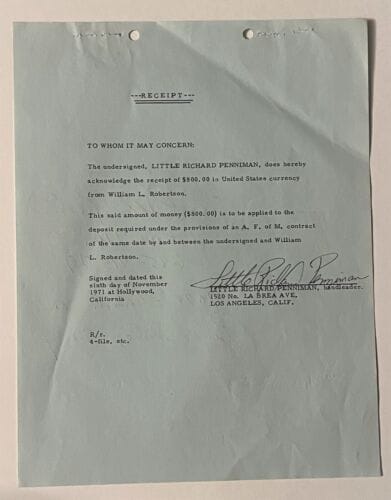 ---RECEIPT---
TO WHOM IT MAY CONCERN:
The undersigned, LITTLE RICHARD PENNIMAN, does hereby
acknowledge the receipt of $800.00 in United States currency
from William L. Robertson.
This said amount of money ($800.00) is to be applied to the
deposit required under the provisions of an A. F. of M. contract
of the same date by and between the undersigned and William
L. Robertson.
Signed and dated this
sixth day of November
1971 at Hollywood,
California
Little Richard Penniman
LITTLE RICHARD PENNIMAN, bandleader.
1520 No. LA BREA AVE,
LOS ANGELES, CALIF.
R/r.
4-file, etc.